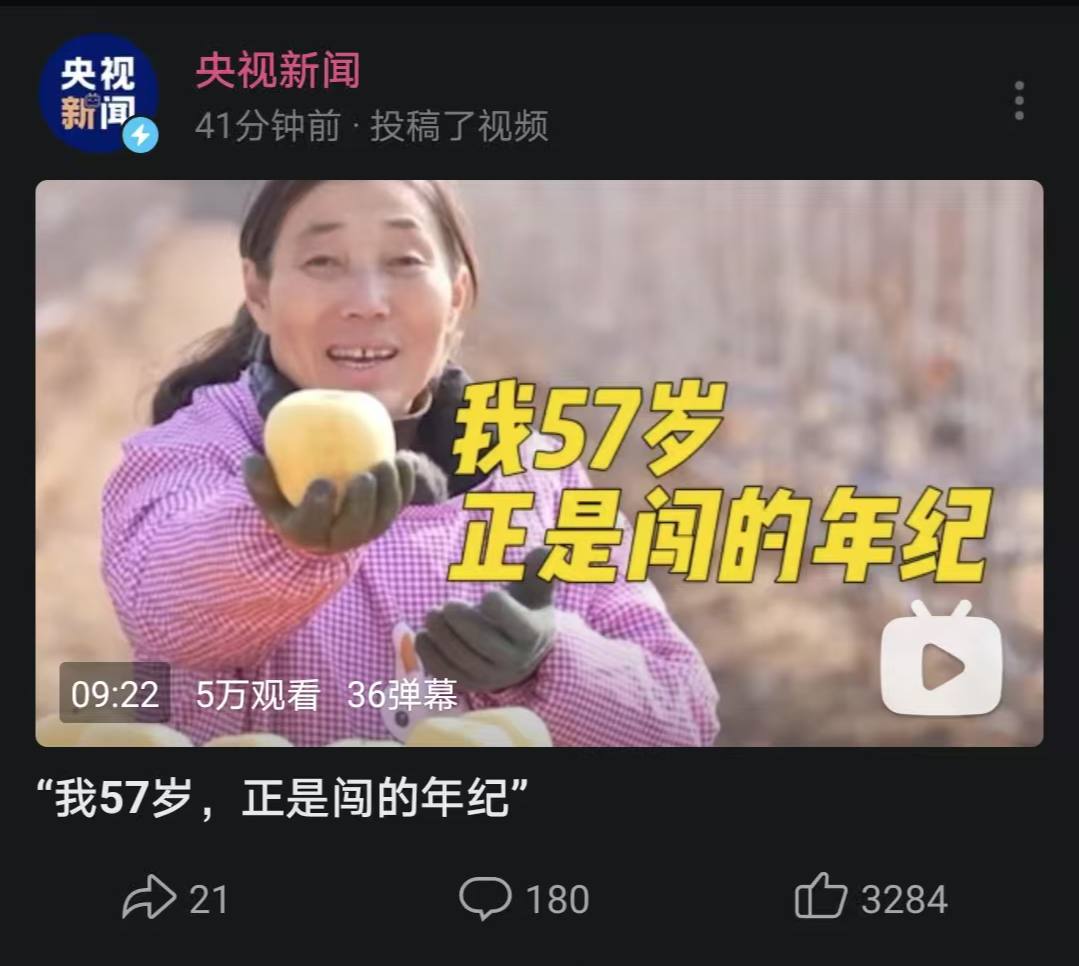 央视
新闻
央视新闻
41分钟前 · 投稿了视频
我57岁
正是闯的年纪
09:22 5万观看 36弹幕
“我57岁，正是闯的年纪”
21 180 3284